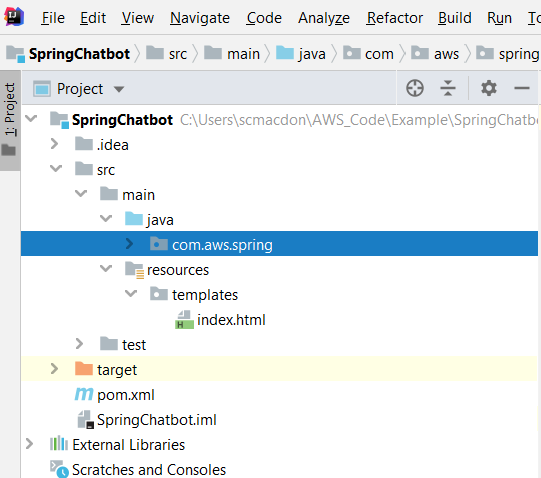 File Edit View Navigate Code Analyze Refactor Build Run
SpringChatbot src main java com aws spring
1: Project
Project
SpringChatbot C:\Users\scmacdon\AWS_Code\Example\SpringChatb
.idea
src
main
java
com.aws.spring
resources
templates
index.html
test
target
pom.xml
SpringChatbot.iml
External Libraries
Scratches and Consoles